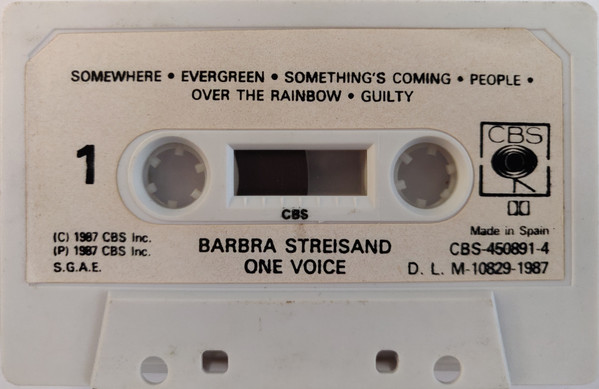 SOMEWHERE • EVERGREEN • SOMETHING'S COMING • PEOPLE •
OVER THE RAINBOW • GUILTY
1
CBS
CBS
(C) 1987 CBS Inc.
(P) 1987 CBS Inc.
S.G.A.E.
BARBRA STREISAND
ONE VOICE
Made in Spain
CBS-450891-4
D. L. M-10829-1987